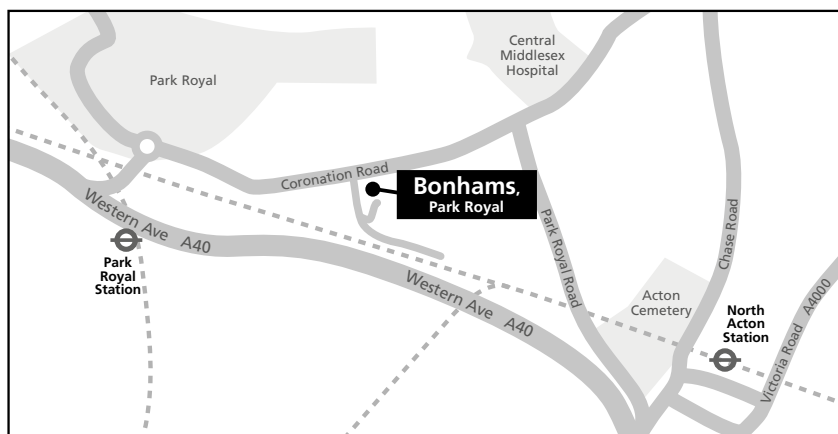 Central
Middlesex
Hospital
Park Royal
Coronation Road
Bonhams,
Park Royal
Western Ave A40
Park
Royal
Station
Park Royal Road
Chase Road
Western Ave A40
Acton
Cemetery
North
Acton
Station
Victoria Road A4000